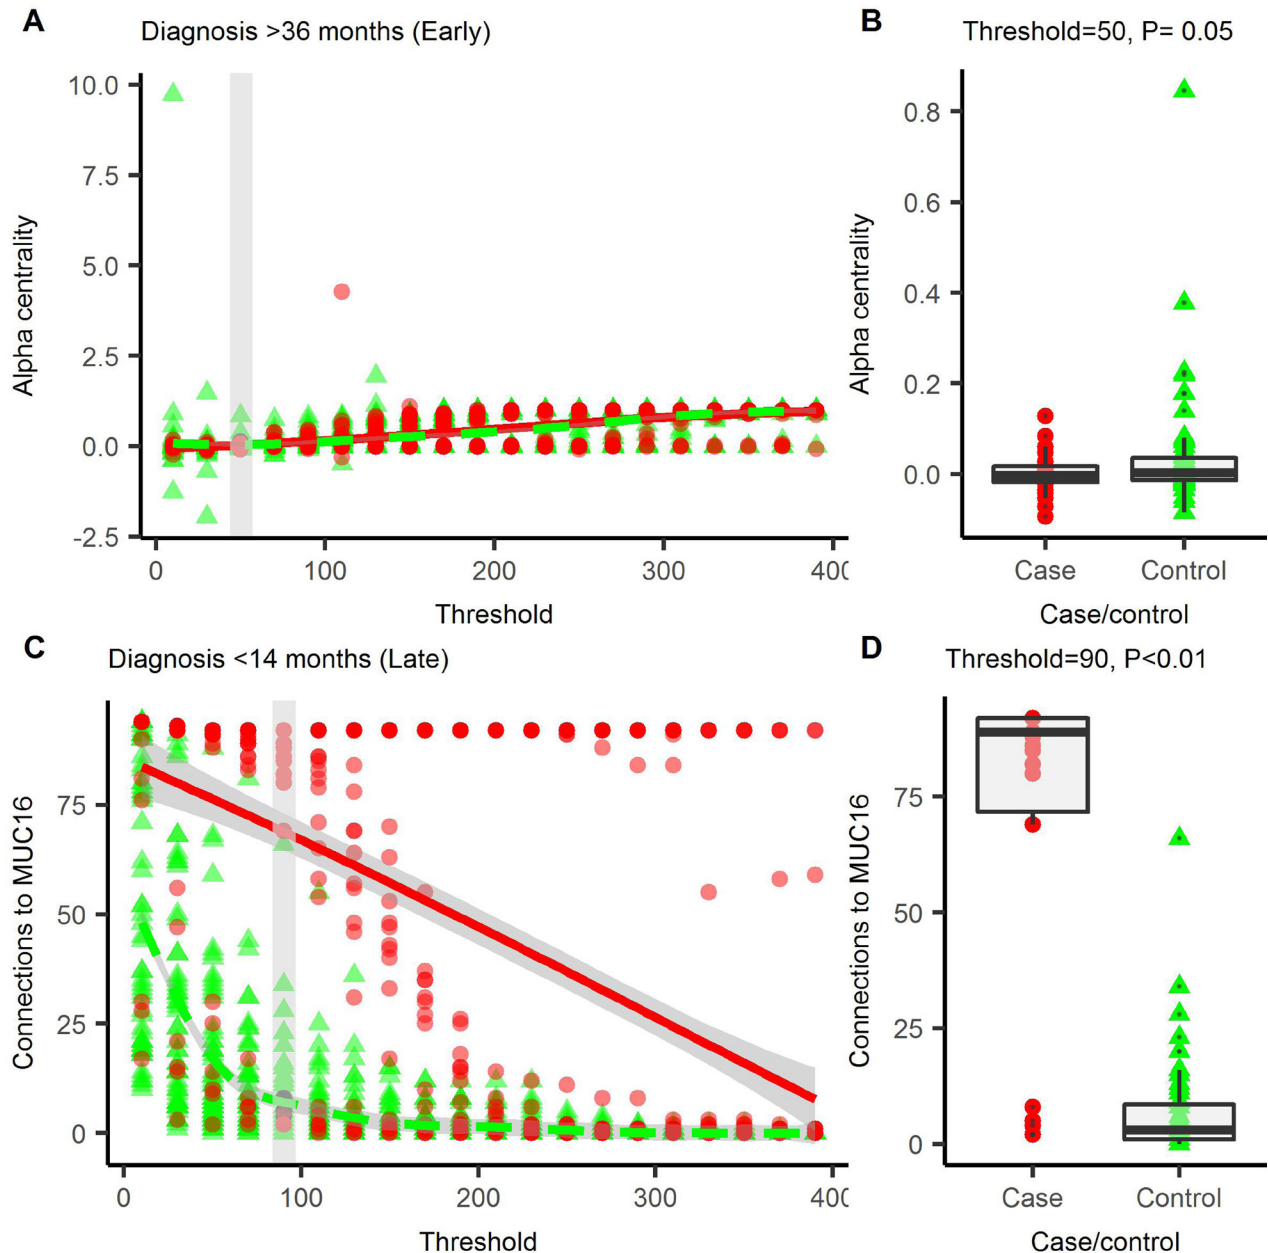 A
Diagnosis >36 months (Early)
10.0
7.5
5.0
2.5
0.0
-2.5
Alpha centrality
0
100
200
300
400
Threshold
B
Threshold=50, P= 0.05
0.8
0.6
0.4
0.2
0.0
Alpha centrality
Case
Control
Case/control
C
Diagnosis <14 months (Late)
75
50
25
0
Connections to MUC16
0
100
200
300
400
Threshold
D
Threshold=90, P<0.01
75
50
25
0
Connections to MUC16
Case
Control
Case/control